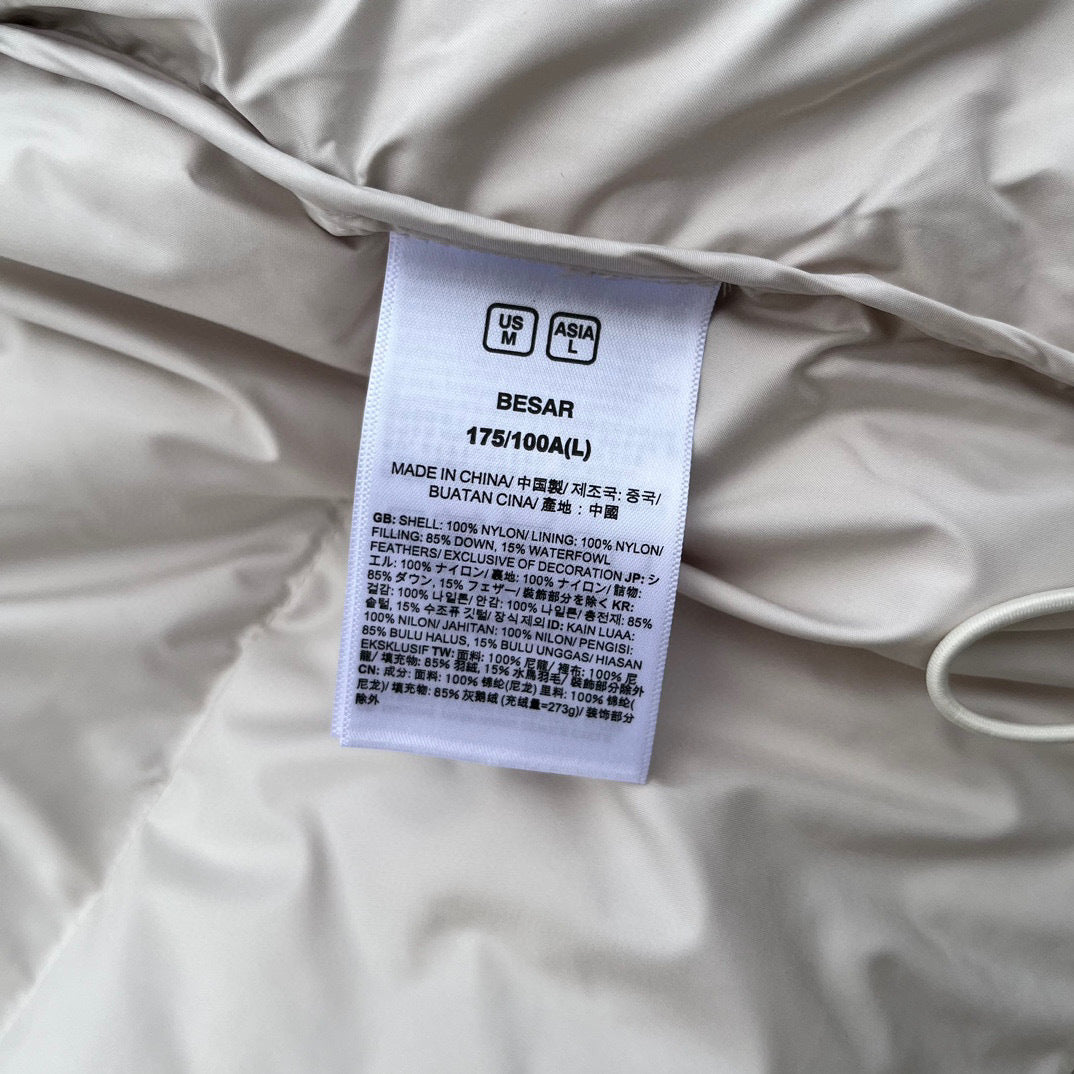 US
M
ASIA
L
BESAR
175/100A(L)
MADE IN CHINA/ 中国製/ 제조국: 중국/
BUATAN CINA/ 產地：中國
GB: SHELL: 100% NYLON/ LINING: 100% NYLON/
FILLING: 85% DOWN, 15% WATERFOWL
FEATHERS/ EXCLUSIVE OF DECORATION JP: シ
エル: 100% ナイロン/ 裏地: 100% ナイロン/ 詰物:
85% ダウン, 15% フェザー/ 装飾部分を除く KR:
겉감: 100% 나일론/ 안감: 100% 나일론/ 충전재: 85%
솜털, 15% 수조류 깃털/ 장식 제외 ID: KAIN LUAA:
100% NILON/ JAHITAN: 100% NILON/ PENGISI:
85% BULU HALUS, 15% BULU UNGGAS/ HIASAN
EKSKLUSIF TW: 面料: 100% 尼龍/ 裡布: 100% 尼
龍/ 填充物: 85% 羽絨, 15% 水鳥羽毛/ 裝飾部分除外
CN: 成分: 面料: 100% 锦纶(尼龙) 里料: 100% 锦纶(
尼龙)/ 填充物: 85% 灰鹅绒 (充绒量=273g)/ 装饰部分
除外